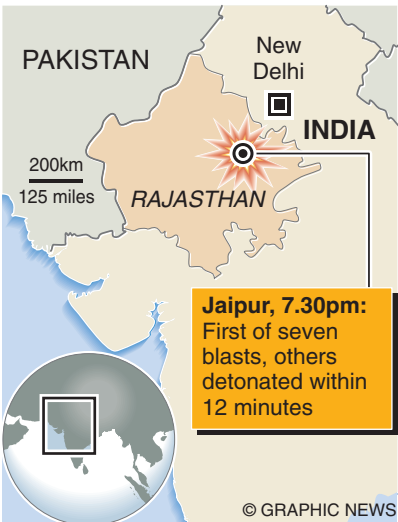 PAKISTAN
New
Delhi
INDIA
200km
125 miles
RAJASTHAN
Jaipur, 7.30pm:
First of seven
blasts, others
detonated within
12 minutes
© GRAPHIC NEWS